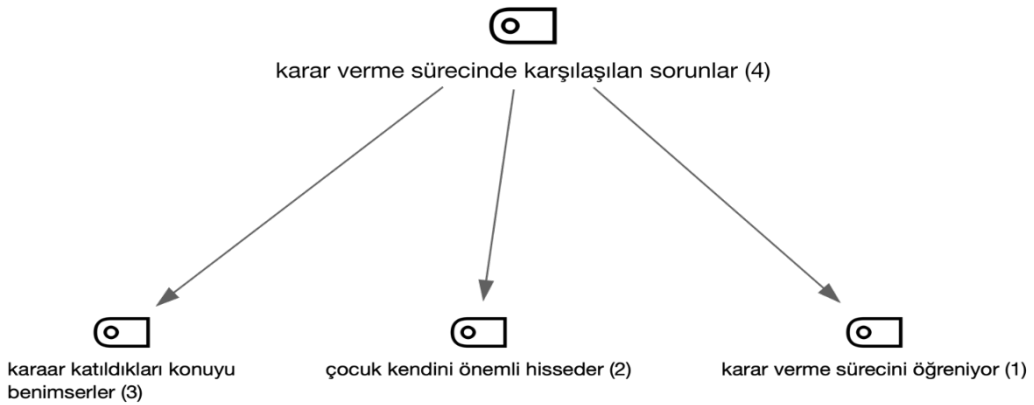 karar verme sürecinde karşılaşılan sorunlar (4)
karaar katıldıkları konuyu
benimserler (3)
çocuk kendini önemli hisseder (2)
karar verme sürecini öğreniyor (1)